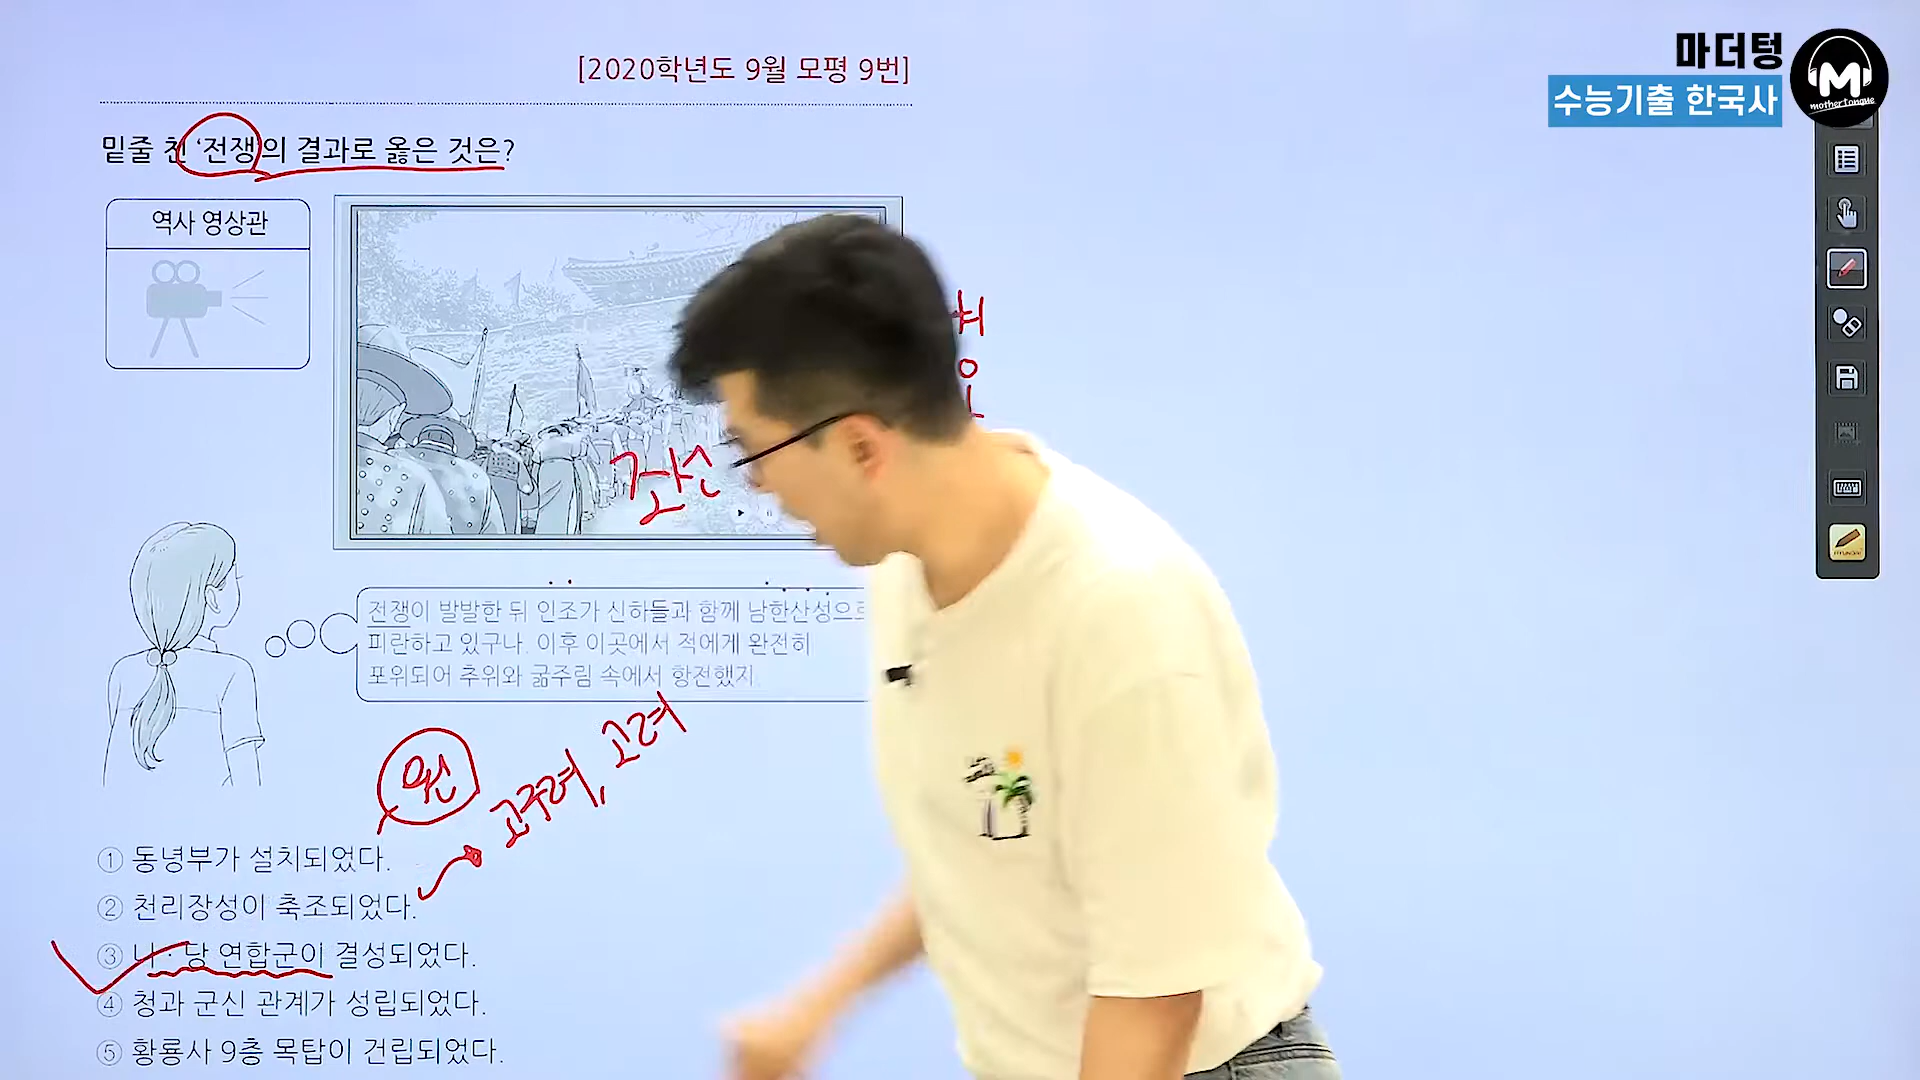 마더텅
수능기출 한국사
mothertongue
[2020학년도 9월 모평 9번]
밑줄 친 ‘전쟁’의 결과로 옳은 것은?
역사 영상관
조선
전쟁이 발발한 뒤 인조가 신하들과 함께 남한산성으로
피란하고 있구나. 이후 이곳에서 적에게 완전히
포위되어 추위와 굶주림 속에서 항전했지.
원
고구려, 고려
① 동녕부가 설치되었다.
② 천리장성이 축조되었다.
③ 나·당 연합군이 결성되었다.
④ 청과 군신 관계가 성립되었다.
⑤ 황룡사 9층 목탑이 건립되었다.